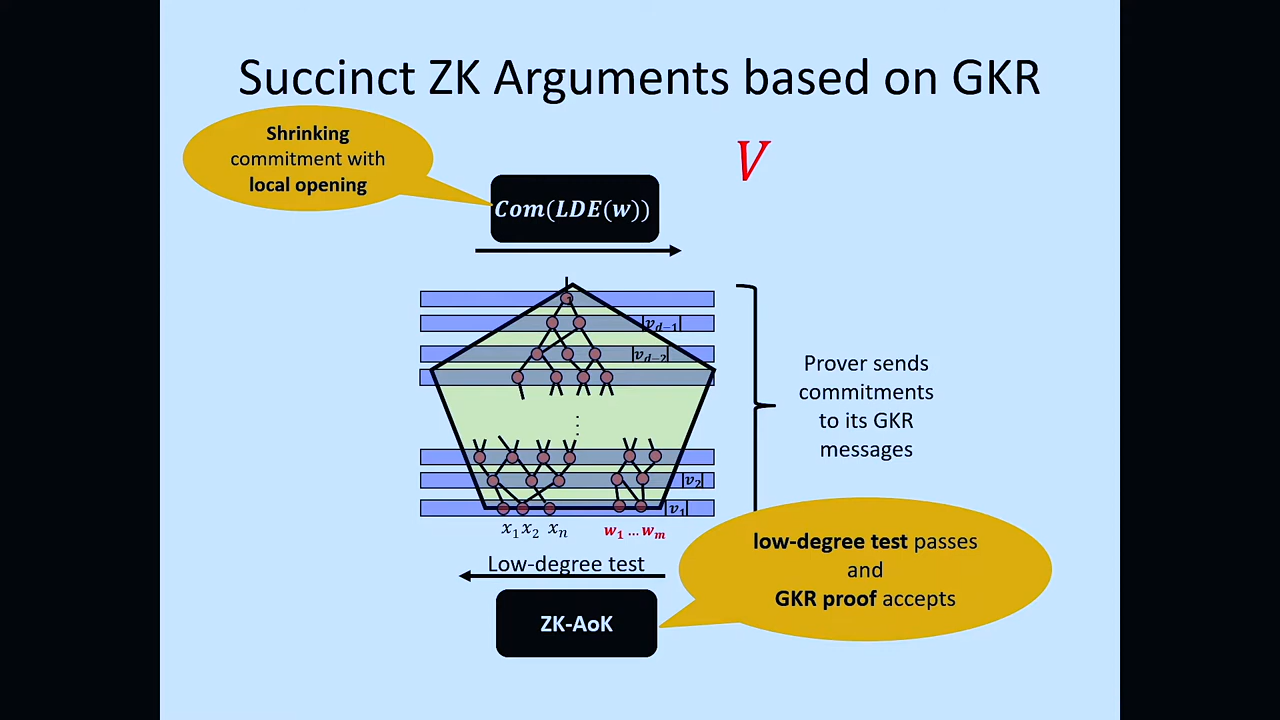 Succinct ZK Arguments based on GKR
Shrinking
commitment with
local opening
V
Com(LDE(w))
v_{d-1}
v_{d-2}
Prover sends
commitments
to its GKR
messages
⋮
v_2
v_1
x_1 x_2 x_n
w_1 ... w_m
Low-degree test
low-degree test passes
and
GKR proof accepts
ZK-AoK